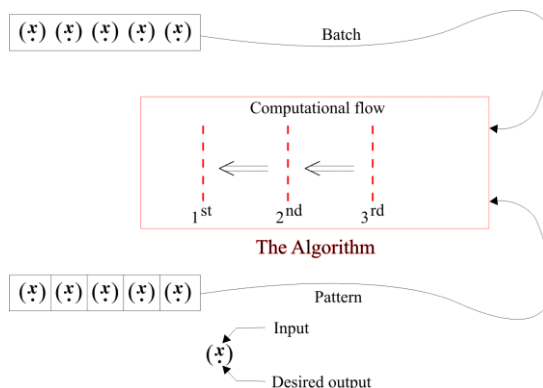 (x) (x) (x) (x) (x)
Batch
Computational flow
1st 2nd 3rd
The Algorithm
(x) (x) (x) (x) (x)
Pattern
Input
(x)
Desired output